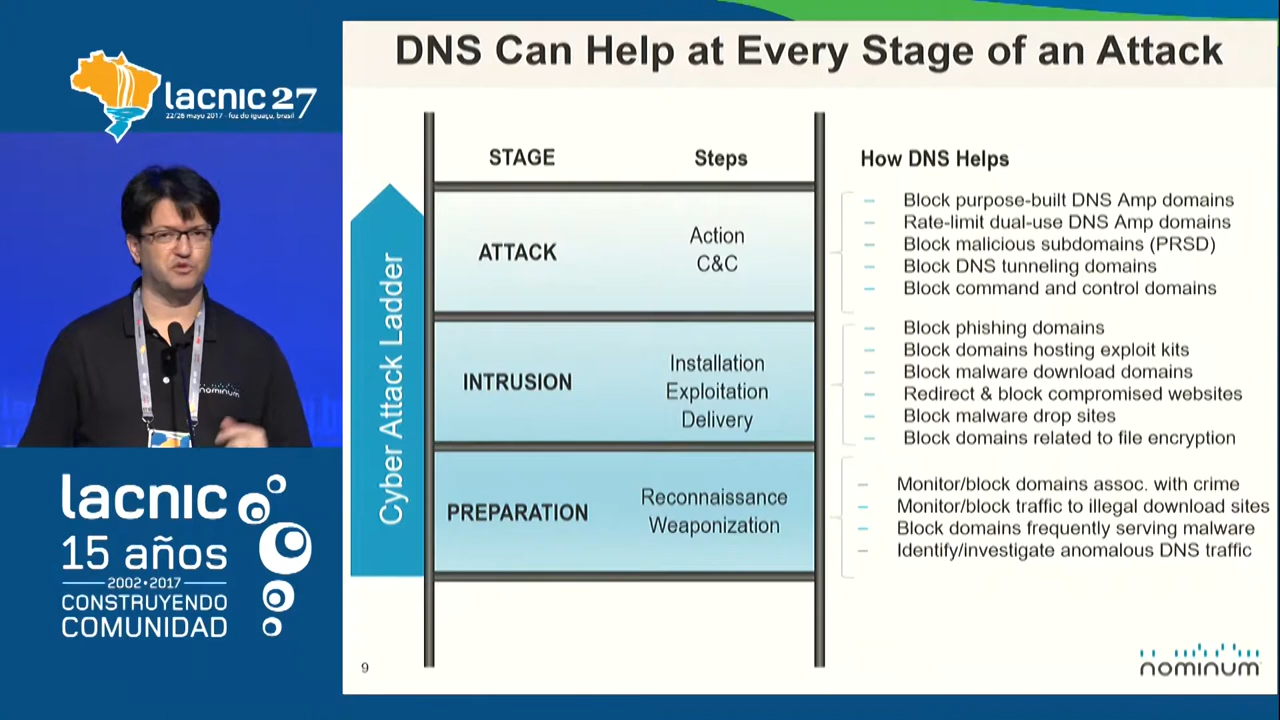 DNS Can Help at Every Stage of an Attack
lacnic 27
22/26 mayo 2017 - foz do iguaçu, brasil
STAGE
Steps
How DNS Helps
Cyber Attack Ladder
ATTACK
Action
C&C
– Block purpose-built DNS Amp domains
– Rate-limit dual-use DNS Amp domains
– Block malicious subdomains (PRSD)
– Block DNS tunneling domains
– Block command and control domains
INTRUSION
Installation
Exploitation
Delivery
– Block phishing domains
– Block domains hosting exploit kits
– Block malware download domains
– Redirect & block compromised websites
– Block malware drop sites
– Block domains related to file encryption
PREPARATION
Reconnaissance
Weaponization
– Monitor/block domains assoc. with crime
– Monitor/block traffic to illegal download sites
– Block domains frequently serving malware
– Identify/investigate anomalous DNS traffic
9
nominum
nominum
lacnic
15 años
2002•2017
CONSTRUYENDO
COMUNIDAD